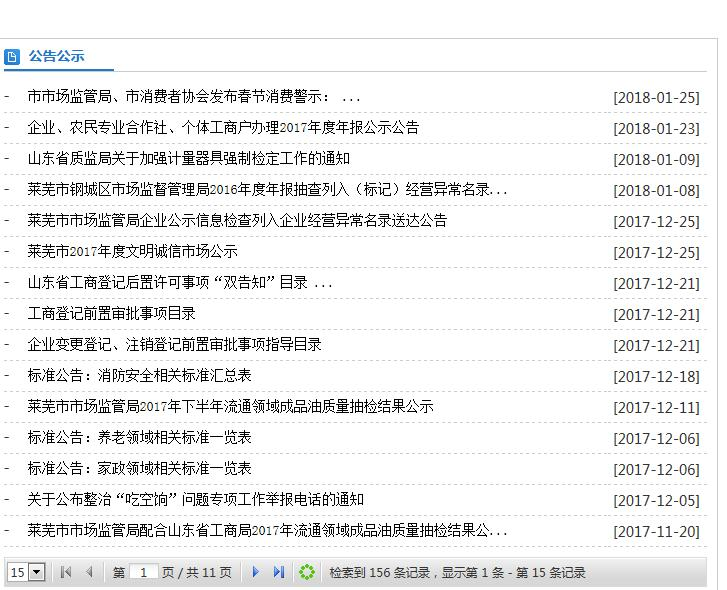 公告公示
- 市市场监管局、市消费者协会发布春节消费警示： ... [2018-01-25]
- 企业、农民专业合作社、个体工商户办理2017年度年报公示公告 [2018-01-23]
- 山东省质监局关于加强计量器具强制检定工作的通知 [2018-01-09]
- 莱芜市钢城区市场监督管理局2016年度年报抽查列入（标记）经营异常名录... [2018-01-08]
- 莱芜市市场监管局企业公示信息检查列入企业经营异常名录送达公告 [2017-12-25]
- 莱芜市2017年度文明诚信市场公示 [2017-12-25]
- 山东省工商登记后置许可事项“双告知”目录 ... [2017-12-21]
- 工商登记前置审批事项目录 [2017-12-21]
- 企业变更登记、注销登记前置审批事项指导目录 [2017-12-21]
- 标准公告：消防安全相关标准汇总表 [2017-12-18]
- 莱芜市市场监管局2017年下半年流通领域成品油质量抽检结果公示 [2017-12-11]
- 标准公告：养老领域相关标准一览表 [2017-12-06]
- 标准公告：家政领域相关标准一览表 [2017-12-06]
- 关于公布整治“吃空饷”问题专项工作举报电话的通知 [2017-12-05]
- 莱芜市市场监管局配合山东省工商局2017年流通领域成品油质量抽检结果公... [2017-11-20]
15 第 1 页 / 共 11 页 检索到 156 条记录，显示第 1 条 - 第 15 条记录